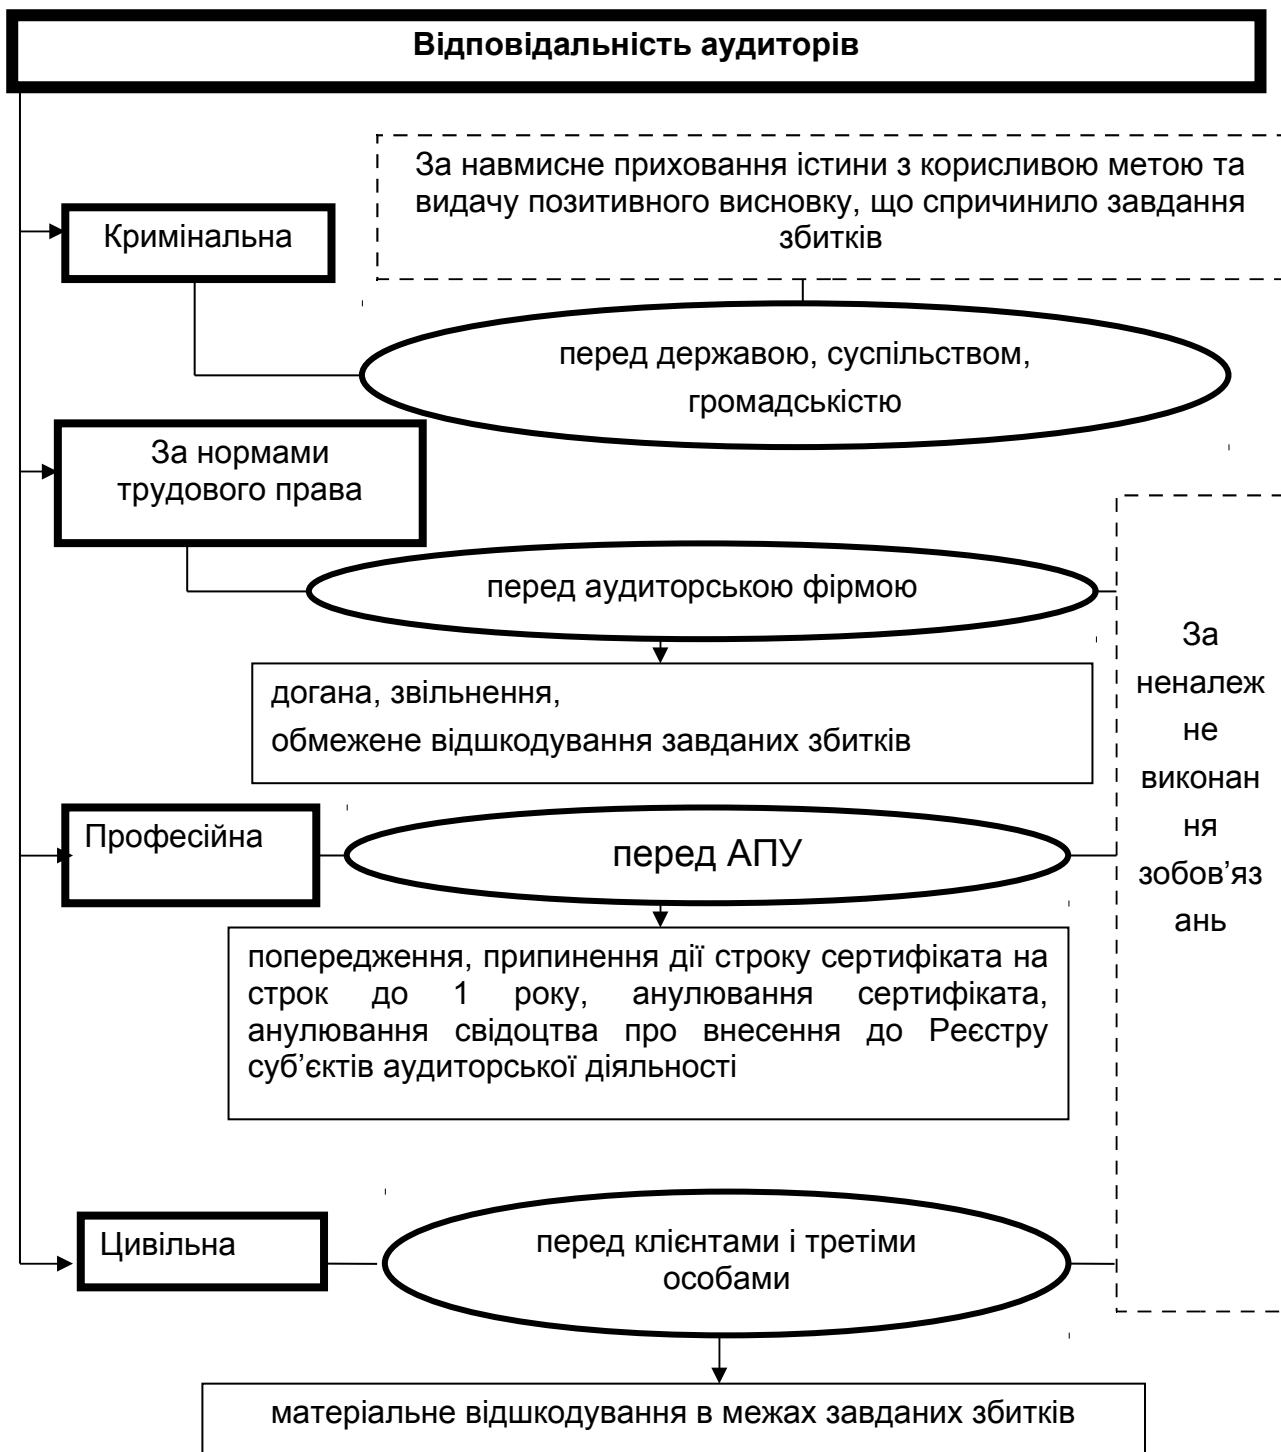 Відповідальність аудиторів
За навмисне приховання істини з корисливою метою та
видачу позитивного висновку, що спричинило завдання
збитків
Кримінальна
перед державою, суспільством,
громадськістю
За нормами
трудового права
перед аудиторською фірмою
догана, звільнення,
обмежене відшкодування завданих збитків
За
неналеж
не
виконан
ня
зобов’яз
ань
Професійна
перед АПУ
попередження, припинення дії строку сертифіката на
строк до 1 року, анулювання сертифіката,
анулювання свідоцтва про внесення до Реєстру
суб’єктів аудиторської діяльності
Цивільна
перед клієнтами і третіми
особами
матеріальне відшкодування в межах завданих збитків